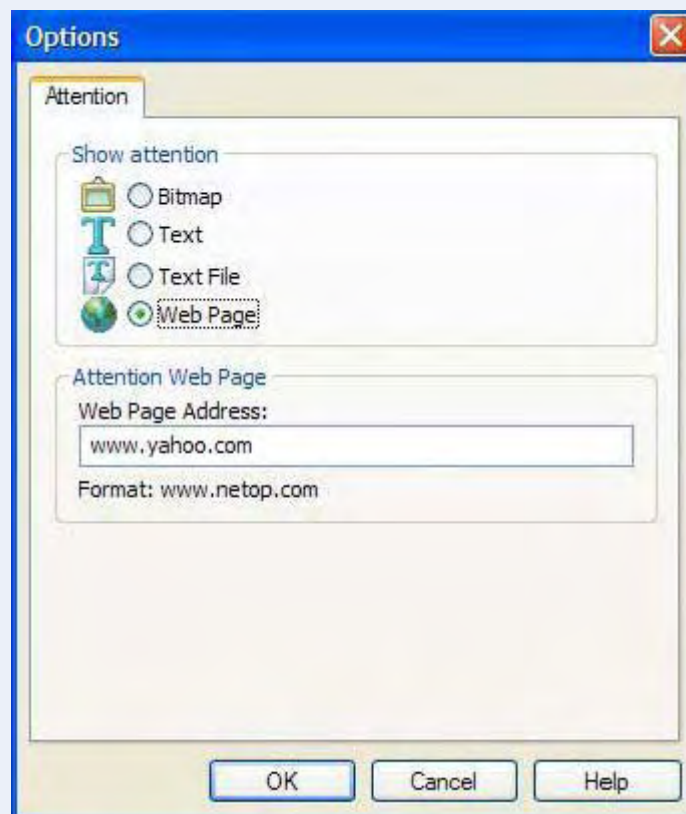 Options
Attention
Show attention
Bitmap
Text
Text File
Web Page
Attention Web Page
Web Page Address:
www.yahoo.com
Format: www.netop.com
OK Cancel Help